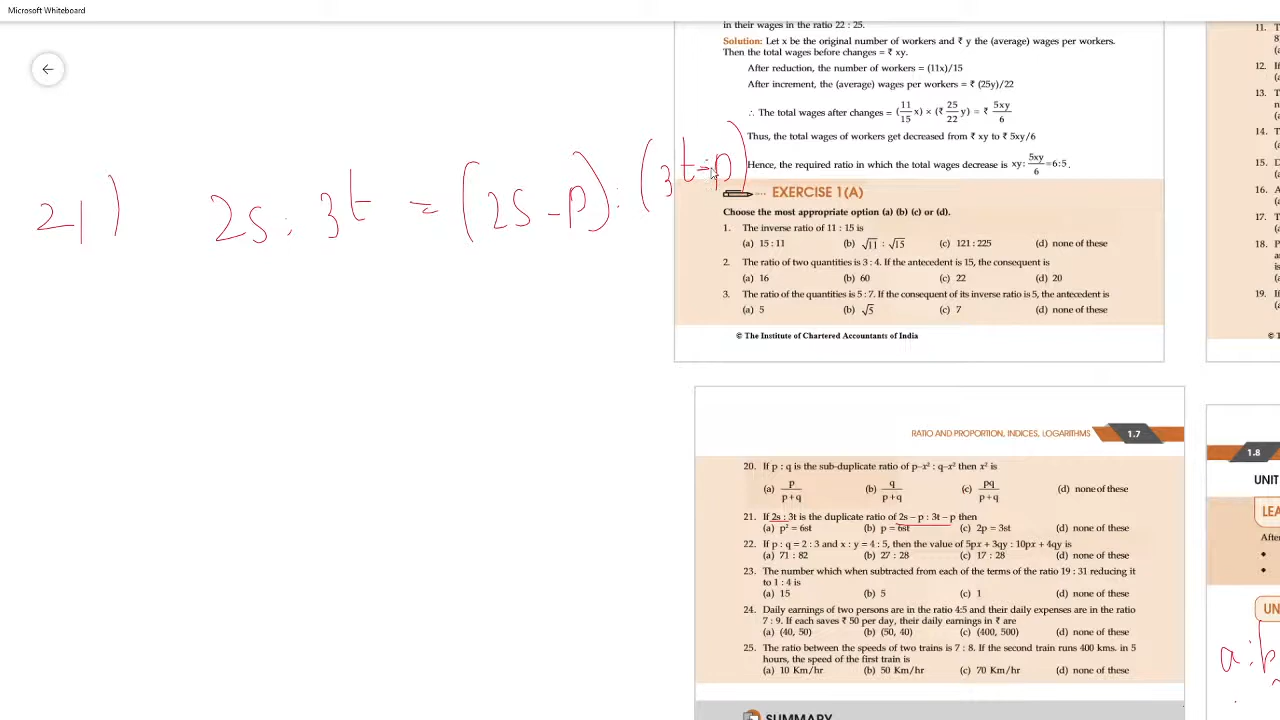 Microsoft Whiteboard
21) 2s : 3t = (2s - p) : (3t - p)
in their wages in the ratio 22 : 25.
Solution: Let x be the original number of workers and ₹ y the (average) wages per workers.
Then the total wages before changes = ₹ xy.
After reduction, the number of workers = (11x)/15
After increment, the (average) wages per workers = ₹ (25y)/22
∴ The total wages after changes = (11/15 x) × (₹ 25/22 y) = ₹ 5xy/6
Thus, the total wages of workers get decreased from ₹ xy to ₹ 5xy/6
Hence, the required ratio in which the total wages decrease is xy: 5xy/6 =6:5.
EXERCISE 1(A)
Choose the most appropriate option (a) (b) (c) or (d).
1. The inverse ratio of 11 : 15 is
(a) 15 : 11 (b) √11 : √15 (c) 121 : 225 (d) none of these
2. The ratio of two quantities is 3 : 4. If the antecedent is 15, the consequent is
(a) 16 (b) 60 (c) 22 (d) 20
3. The ratio of the quantities is 5 : 7. If the consequent of its inverse ratio is 5, the antecedent is
(a) 5 (b) √5 (c) 7 (d) none of these
© The Institute of Chartered Accountants of India
RATIO AND PROPORTION, INDICES, LOGARITHMS 1.7
20. If p : q is the sub-duplicate ratio of p–x² : q–x² then x² is
(a) p/p+q (b) q/p+q (c) pq/p+q (d) none of these
21. If 2s : 3t is the duplicate ratio of 2s – p : 3t – p then
(a) p² = 6st (b) p = 6st (c) 2p = 3st (d) none of these
22. If p : q = 2 : 3 and x : y = 4 : 5, then the value of 5px + 3qy : 10px + 4qy is
(a) 71 : 82 (b) 27 : 28 (c) 17 : 28 (d) none of these
23. The number which when subtracted from each of the terms of the ratio 19 : 31 reducing it
to 1 : 4 is
(a) 15 (b) 5 (c) 1 (d) none of these
24. Daily earnings of two persons are in the ratio 4:5 and their daily expenses are in the ratio
7 : 9. If each saves ₹ 50 per day, their daily earnings in ₹ are
(a) (40, 50) (b) (50, 40) (c) (400, 500) (d) none of these
25. The ratio between the speeds of two trains is 7 : 8. If the second train runs 400 kms. in 5
hours, the speed of the first train is
(a) 10 Km/hr (b) 50 Km/hr (c) 70 Km/hr (d) none of these
SUMMARY
11.
12.
13.
14.
15.
16.
17.
18.
19.
1.8
UNIT
a : b